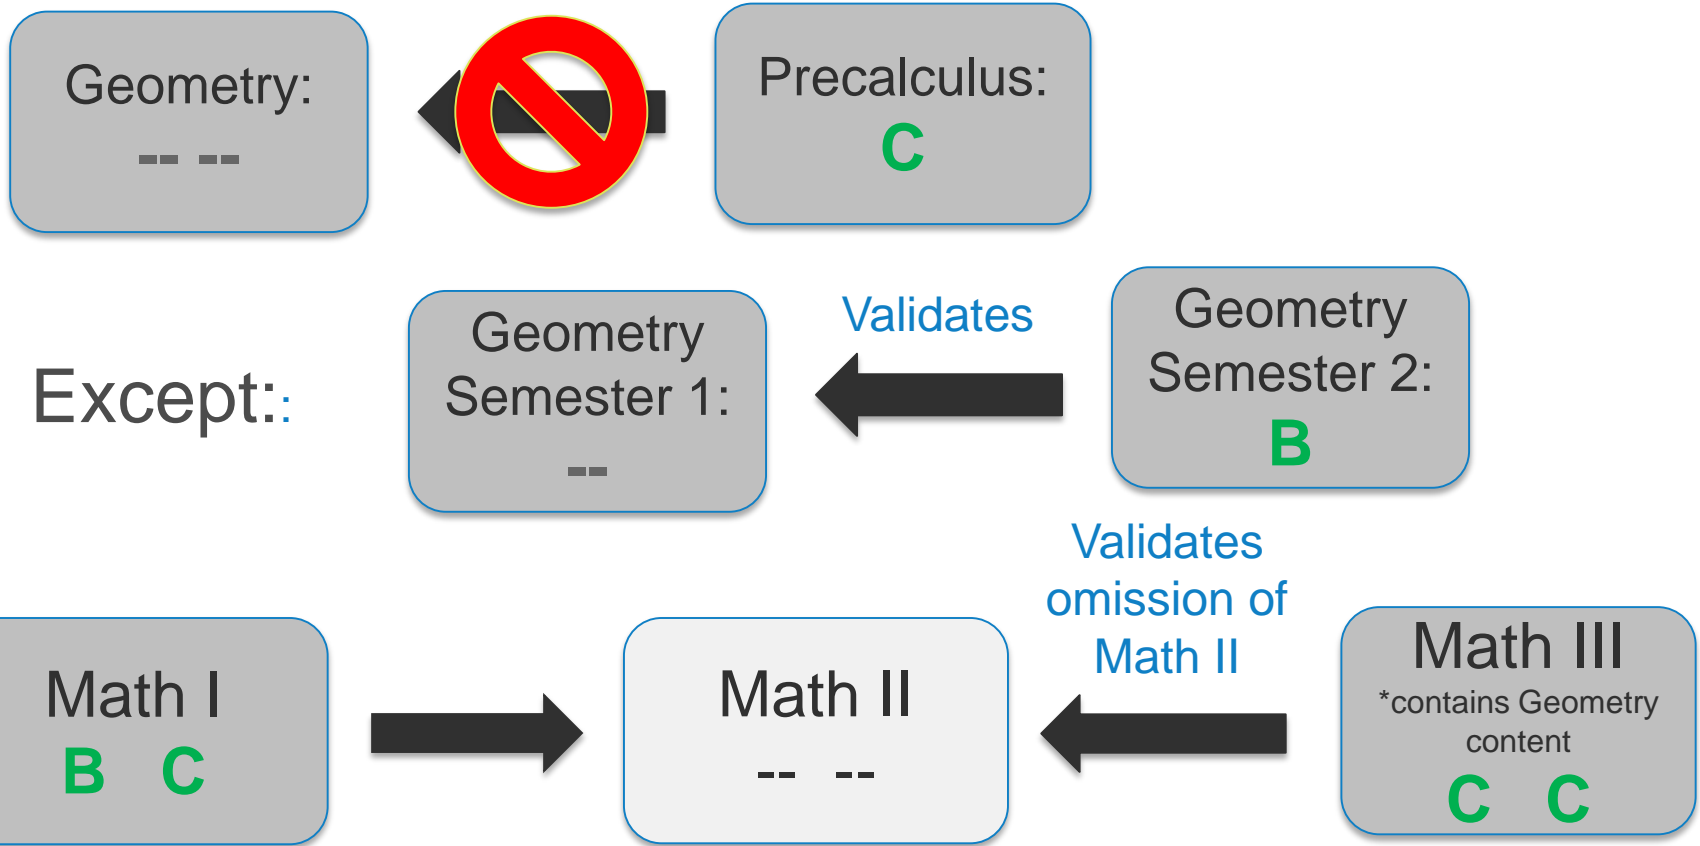 Geometry:
-- --
Precalculus:
C
Except::
Geometry
Semester 1:
--
Validates
Geometry
Semester 2:
B
Math I
B C
Math II
-- --
Validates
omission of
Math II
Math III
*contains Geometry
content
C C